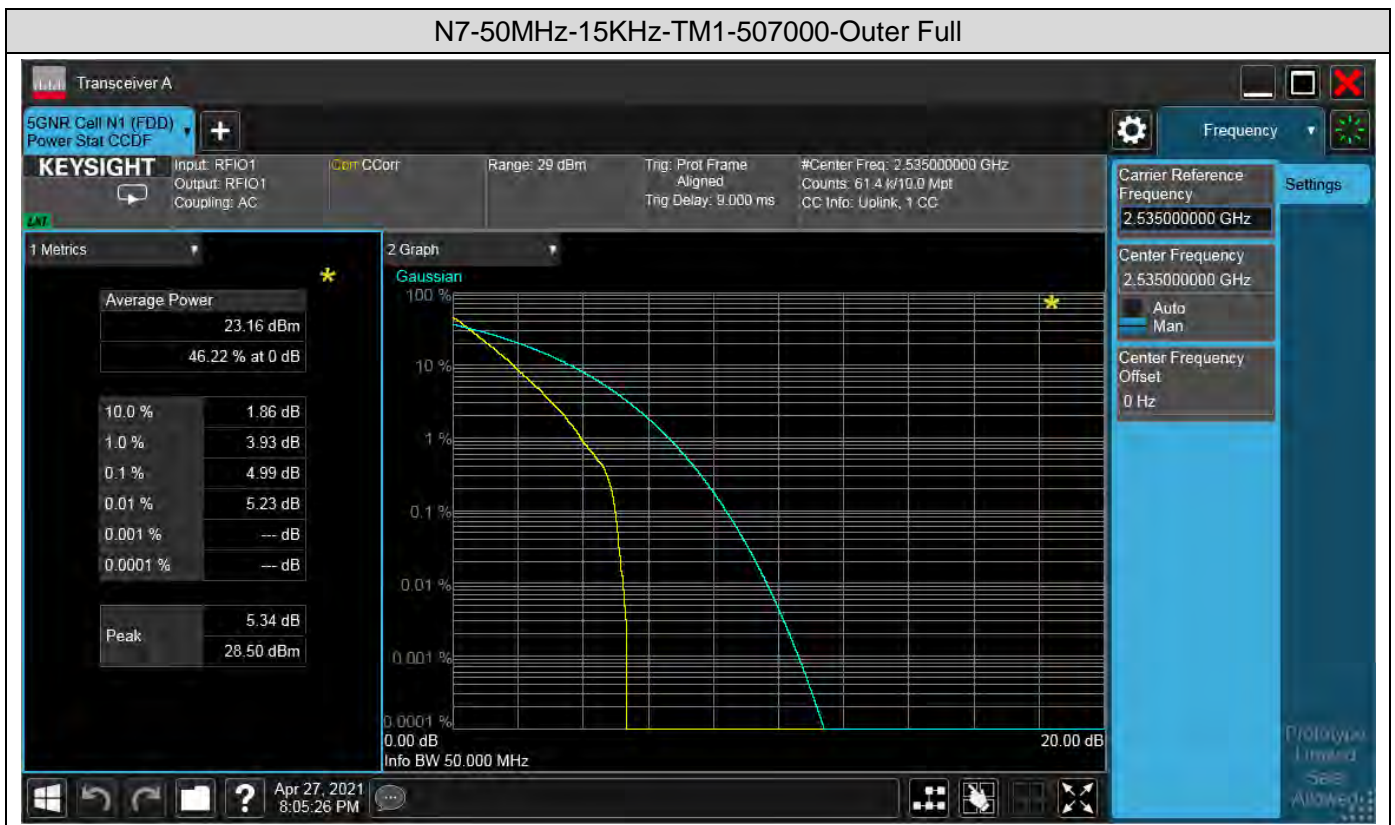 N7-50MHz-15KHz-TM1-507000-Outer Full
Transceiver A
5GNR Cell N1 (FDD)
Power Stat CCDF
+
Frequency
KEYSIGHT
Input: RFIO1
Output: RFIO1
Coupling: AC
Corr CCorr
Range: 29 dBm
Trig: Prot Frame
Aligned
Trig Delay: 9.000 ms
#Center Freq: 2.535000000 GHz
Counts: 61.4 k/10.0 Mpt
CC Info: Uplink, 1 CC
LXI
Carrier Reference
Frequency
2.535000000 GHz
Settings
Center Frequency
2.535000000 GHz
Auto
Man
Center Frequency
Offset
0 Hz
1 Metrics
*
Average Power
23.16 dBm
46.22 % at 0 dB
10.0 % 1.86 dB
1.0 % 3.93 dB
0.1 % 4.99 dB
0.01 % 5.23 dB
0.001 % --- dB
0.0001 % --- dB
Peak
5.34 dB
28.50 dBm
2 Graph
Gaussian
*
100 %
10 %
1 %
0.1 %
0.01 %
0.001 %
0.0001 %
0.00 dB 20.00 dB
Info BW 50.000 MHz
?
Apr 27, 2021
8:05:26 PM
Prototype
Limited
Sale
Allowed